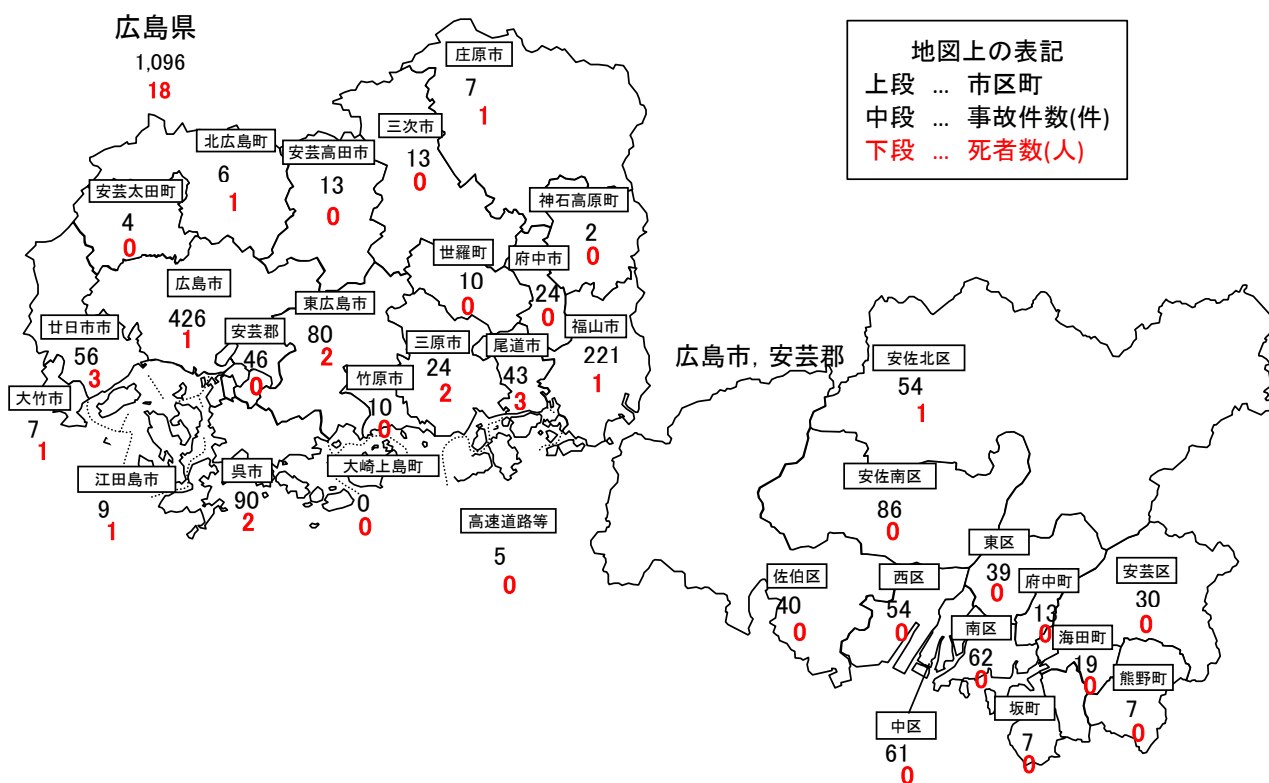 広島県
1,096
18
地図上の表記
上段 … 市区町
中段 … 事故件数(件)
下段 … 死者数(人)
庄原市
7
1
三次市
13
0
北広島町
6
1
安芸高田市
13
0
安芸太田町
4
0
神石高原町
2
0
世羅町
10
0
府中市
24
0
広島市
426
1
東広島市
80
2
安芸郡
46
0
廿日市市
56
3
三原市
24
2
尾道市
43
3
福山市
221
1
竹原市
10
0
大竹市
7
1
江田島市
9
1
呉市
90
2
大崎上島町
0
0
高速道路等
5
0
広島市, 安芸郡
安佐北区
54
1
安佐南区
86
0
東区
39
0
佐伯区
40
0
西区
54
0
府中町
13
0
安芸区
30
0
南区
62
0
海田町
19
0
熊野町
7
0
坂町
7
0
中区
61
0